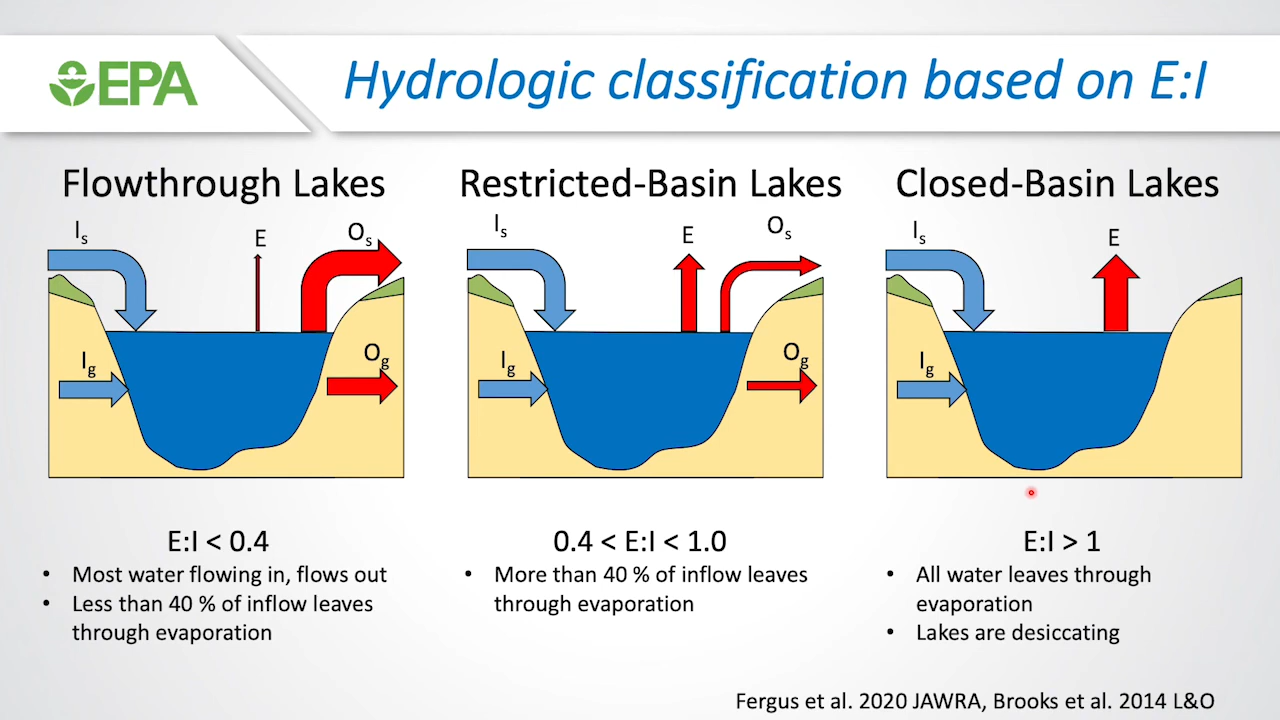 EPA
Hydrologic classification based on E:I
Flowthrough Lakes
Is
E
Os
Ig
Og
E:I < 0.4
• Most water flowing in, flows out
• Less than 40 % of inflow leaves
through evaporation
Restricted-Basin Lakes
Is
E
Os
Ig
Og
0.4 < E:I < 1.0
• More than 40 % of inflow leaves
through evaporation
Closed-Basin Lakes
Is
E
Ig
E:I > 1
• All water leaves through
evaporation
• Lakes are desiccating
Fergus et al. 2020 JAWRA, Brooks et al. 2014 L&O